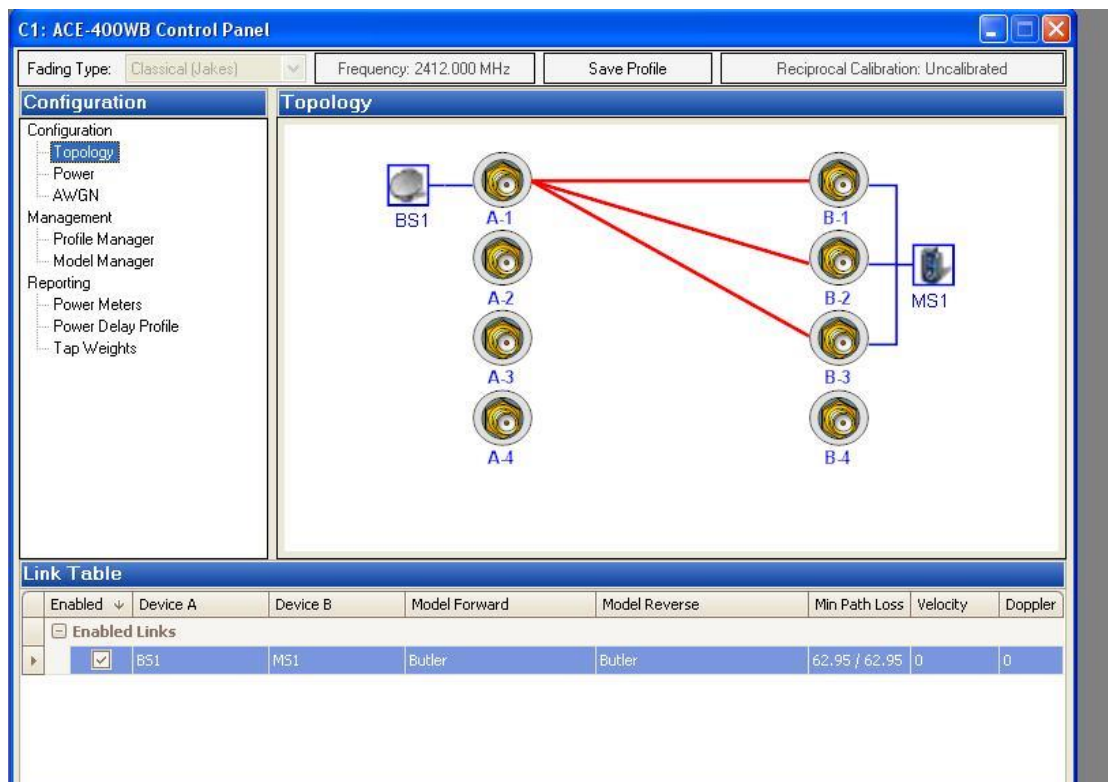 C1: ACE-400WB Control Panel
Fading Type: Classical (Jakes) Frequency: 2412.000 MHz Save Profile Reciprocal Calibration: Uncalibrated
Configuration
Configuration
Topology
Power
AWGN
Management
Profile Manager
Model Manager
Reporting
Power Meters
Power Delay Profile
Tap Weights
Topology
BS1 A-1 B-1
A-2 B-2 MS1
A-3 B-3
A-4 B-4
Link Table
Enabled Device A Device B Model Forward Model Reverse Min Path Loss Velocity Doppler
Enabled Links
BS1 MS1 Butler Butler 62.95 / 62.95 0 0